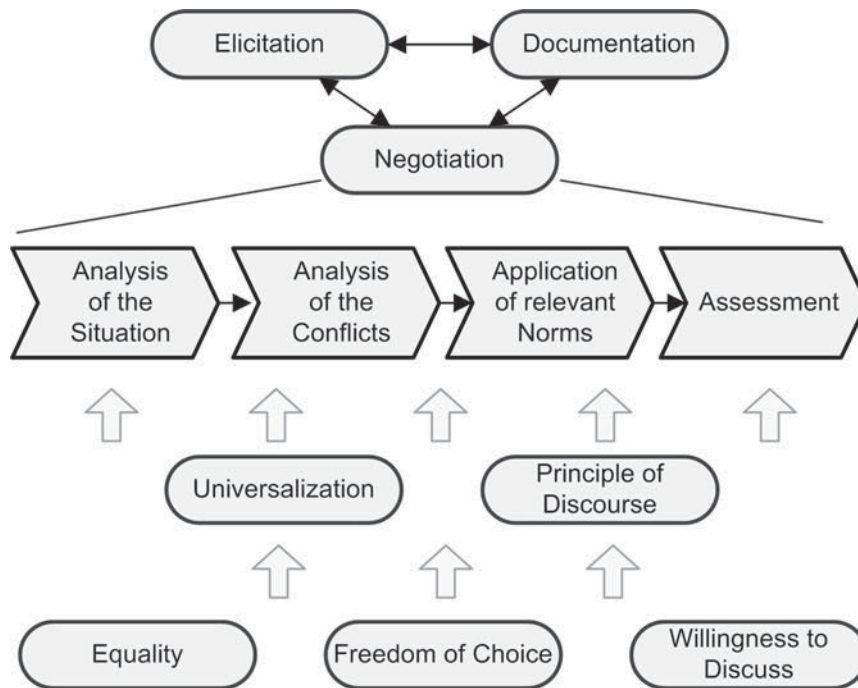 Elicitation
Documentation
Negotiation
Analysis
of the
Situation
Analysis
of the
Conflicts
Application
of relevant
Norms
Assessment
Universalization
Principle of
Discourse
Equality
Freedom of Choice
Willingness to
Discuss